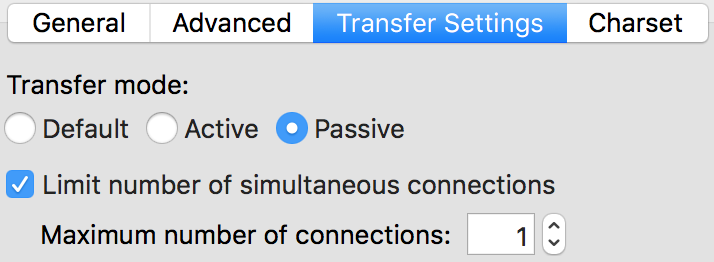 General Advanced Transfer Settings Charset
Transfer mode:
Default Active Passive
Limit number of simultaneous connections
Maximum number of connections: 1